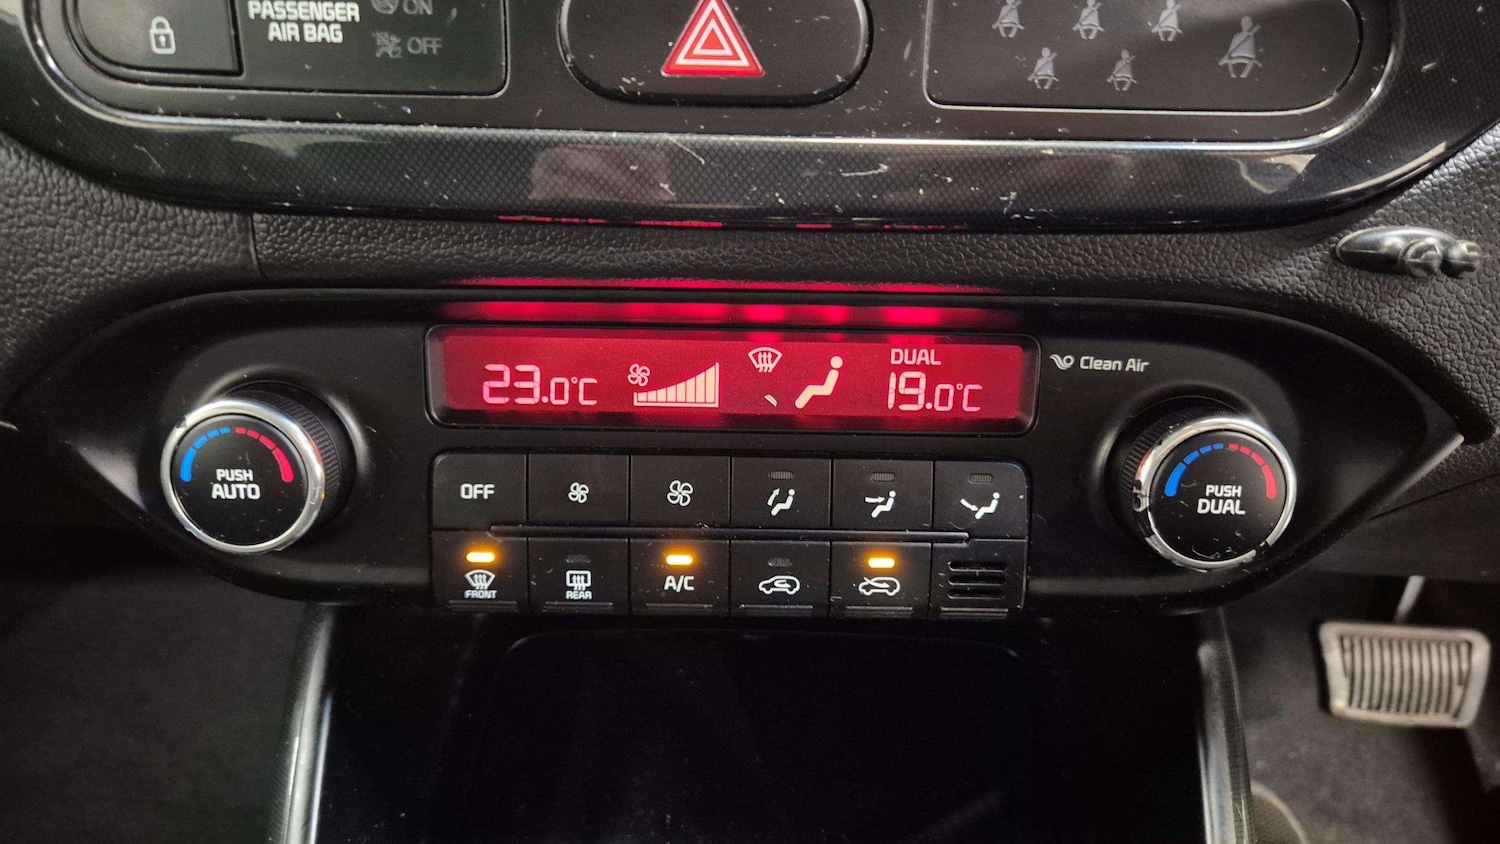 PASSENGER
AIR BAG
ON
OFF
23.0°C
DUAL
19.0°C
Clean Air
PUSH
AUTO
OFF
PUSH
DUAL
FRONT
REAR
A/C